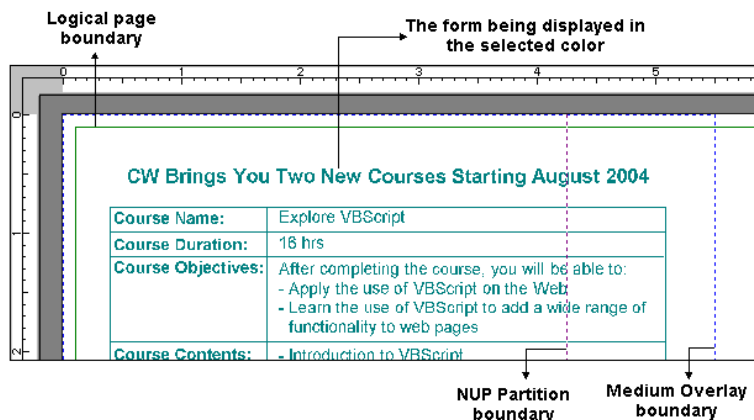 Logical page
boundary
The form being displayed in
the selected color
0 1 2 3 4 5
0
1
2
CW Brings You Two New Courses Starting August 2004
Course Name: Explore VBScript
Course Duration: 16 hrs
Course Objectives: After completing the course, you will be able to:
- Apply the use of VBScript on the Web
- Learn the use of VBScript to add a wide range of
functionality to web pages
Course Contents: - Introduction to VBScript
NUP Partition
boundary
Medium Overlay
boundary